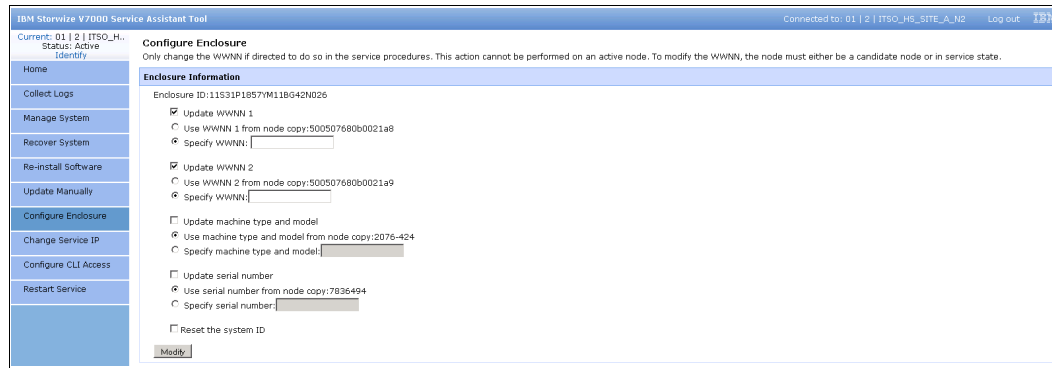 IBM Storwize V7000 Service Assistant Tool
Connected to: 01 | 2 | ITSO_HS_SITE_A_N2
Log out
IBM
Current: 01 | 2 | ITSO_H..
Status: Active
Identify
Home
Collect Logs
Manage System
Recover System
Re-install Software
Update Manually
Configure Enclosure
Change Service IP
Configure CLI Access
Restart Service
Configure Enclosure
Only change the WWNN if directed to do so in the service procedures. This action cannot be performed on an active node. To modify the WWNN, the node must either be a candidate node or in service state.
Enclosure Information
Enclosure ID:11S31P1857YM11BG42N026
Update WWNN 1
Use WWNN 1 from node copy:500507680b0021a8
Specify WWNN:
Update WWNN 2
Use WWNN 2 from node copy:500507680b0021a9
Specify WWNN:
Update machine type and model
Use machine type and model from node copy:2076-424
Specify machine type and model:
Update serial number
Use serial number from node copy:7836494
Specify serial number:
Reset the system ID
Modify